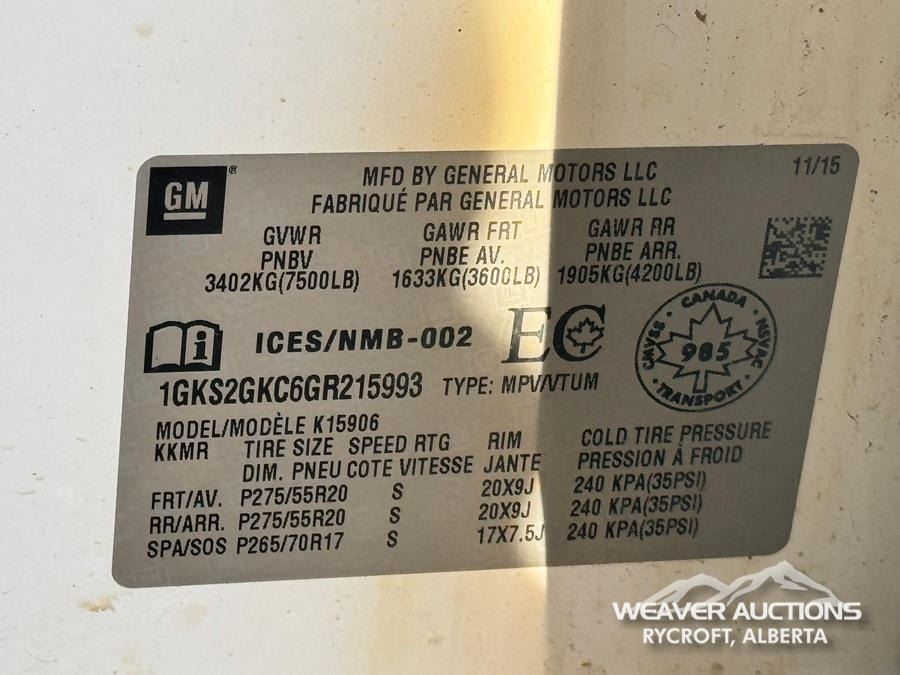 GM
®
MFD BY GENERAL MOTORS LLC
11/15
FABRIQUÉ PAR GENERAL MOTORS LLC
GVWR GAWR FRT GAWR RR
PNBV PNBE AV. PNBE ARR.
3402KG(7500LB) 1633KG(3600LB) 1905KG(4200LB)
i ICES/NMB-002 EC
CANADA
CMVSS NSVAC
985
TRANSPORT
1GKS2GKC6GR215993 TYPE: MPV/VTUM
MODEL/MODÈLE K15906
KKMR TIRE SIZE SPEED RTG RIM COLD TIRE PRESSURE
DIM. PNEU COTE VITESSE JANTE PRESSION À FROID
FRT/AV. P275/55R20 S 20X9J 240 KPA(35PSI)
RR/ARR. P275/55R20 S 20X9J 240 KPA(35PSI)
SPA/SOS P265/70R17 S 17X7.5J 240 KPA(35PSI)
WEAVER AUCTIONS
RYCROFT, ALBERTA